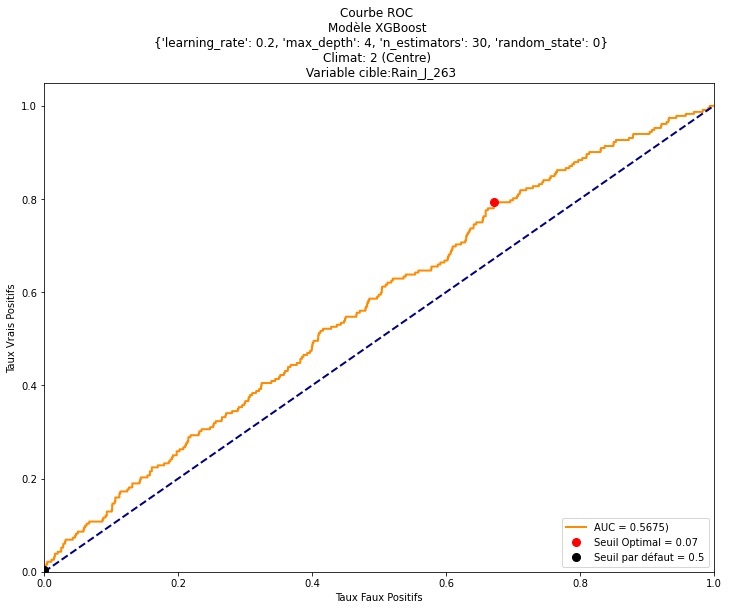 Courbe ROC
Modèle XGBoost
{'learning_rate': 0.2, 'max_depth': 4, 'n_estimators': 30, 'random_state': 0}
Climat: 2 (Centre)
Variable cible:Rain_J_263
Taux Vrais Positifs
1.0
0.8
0.6
0.4
0.2
0.0
AUC = 0.5675)
Seuil Optimal = 0.07
Seuil par défaut = 0.5
0.0 0.2 0.4 0.6 0.8 1.0
Taux Faux Positifs